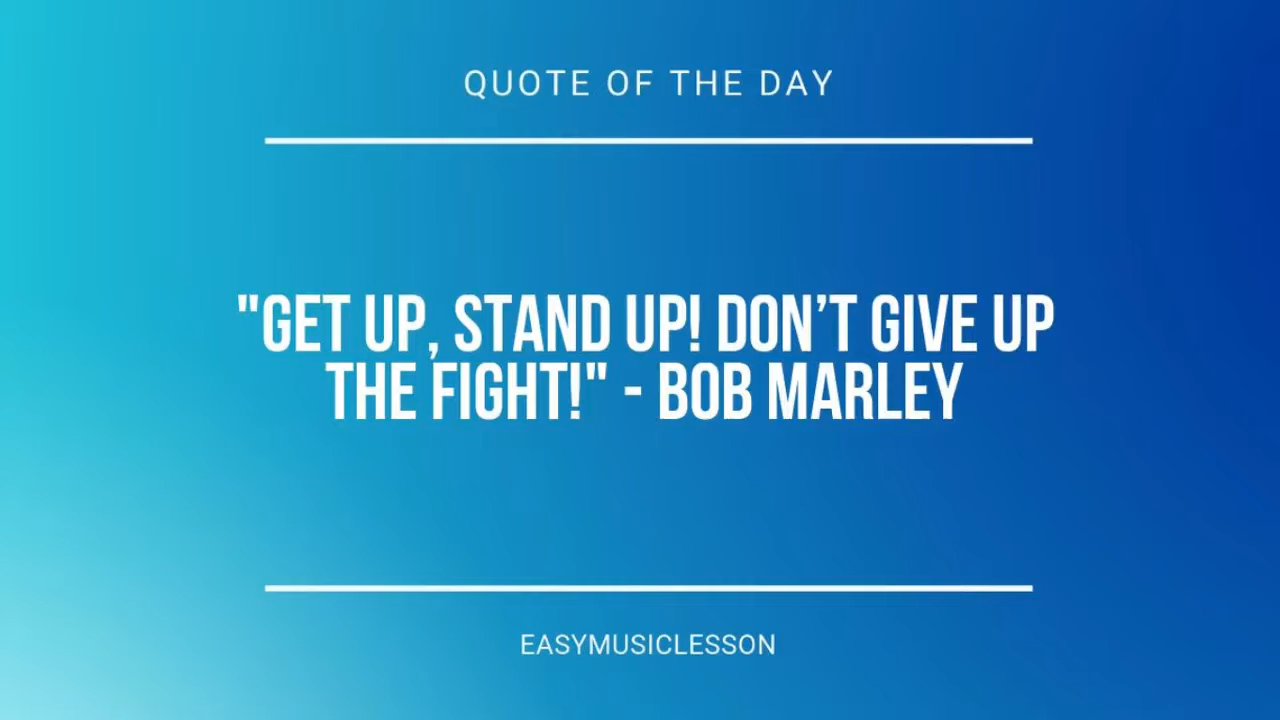 QUOTE OF THE DAY
"GET UP, STAND UP! DON’T GIVE UP
THE FIGHT!" - BOB MARLEY
EASYMUSICLESSON